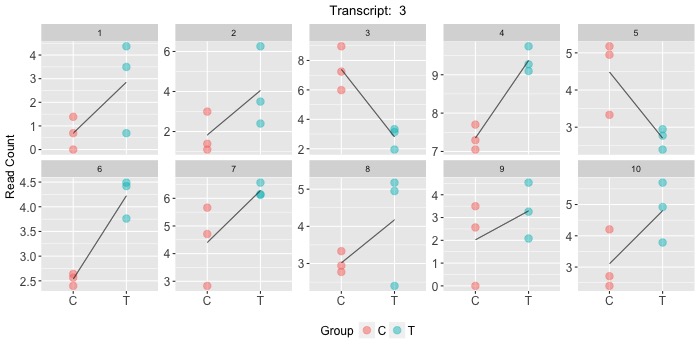 Transcript: 3
1 2 3 4 5
4 3 2 1 0
6 4 2
8 6 4 2
9 8 7
5 3
Read Count
6 7 8 9 10
4.5 4.0 3.5 3.0 2.5
6 5 4 3
5 4 3
4 3 2 1 0
5 4 3
C T C T C T C T C T
Group C T